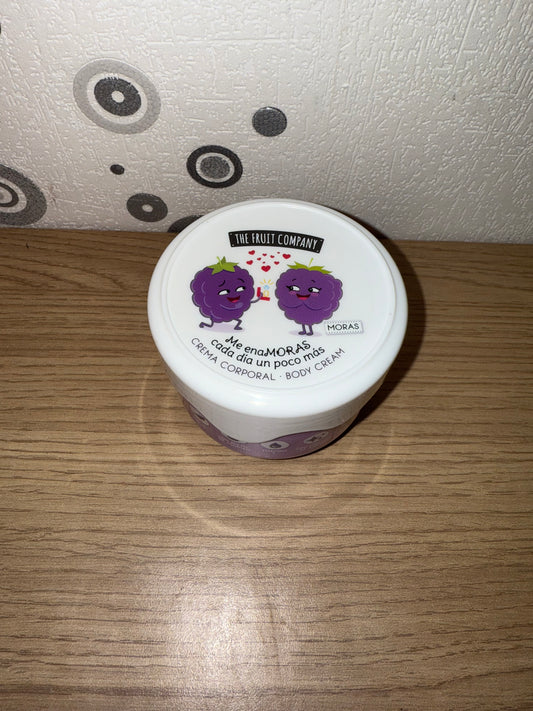 THE FRUIT COMPANY
MORAS
Me enaMORAS
cada día un poco más
CREMA CORPORAL · BODY CREAM